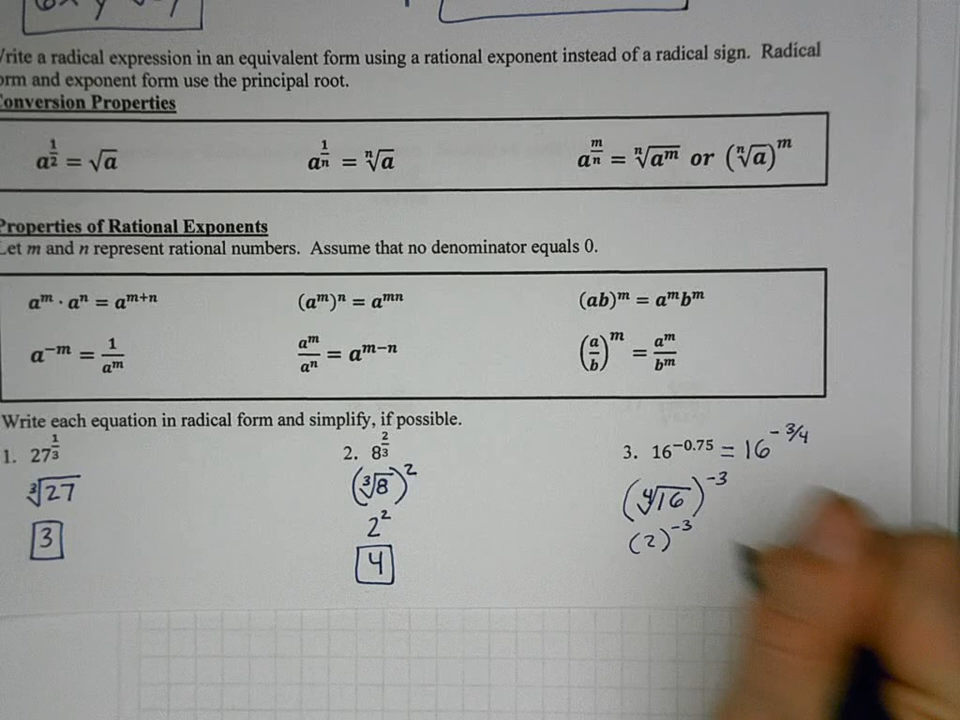 rite a radical expression in an equivalent form using a rational exponent instead of a radical sign. Radical
orm and exponent form use the principal root.
onversion Properties
a^{1/2} = √a    a^{1/n} = ⁿ√a    a^{m/n} = ⁿ√(a^m) or (ⁿ√a)^m
Properties of Rational Exponents
et m and n represent rational numbers. Assume that no denominator equals 0.
a^m · a^n = a^{m+n}    (a^m)^n = a^{mn}    (ab)^m = a^m b^m
a^{-m} = 1/a^m    a^m/a^n = a^{m-n}    (a/b)^m = a^m/b^m
Write each equation in radical form and simplify, if possible.
1. 27^{1/3}    2. 8^{2/3}    3. 16^{-0.75} = 16^{-3/4}
³√27    (³√8)^2    (⁴√16)^{-3}
3    2^2    (2)^{-3}
4